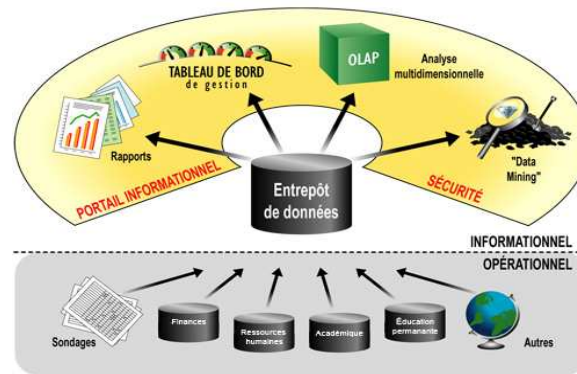 TABLEAU DE BORD
de gestion
OLAP
Analyse
multidimensionnelle
Rapports
"Data
Mining"
PORTAIL INFORMATIONNEL
SÉCURITÉ
Entrepôt
de données
INFORMATIONNEL
OPÉRATIONNEL
Sondages
Finances
Ressources
humaines
Académique
Éducation
permanante
Autres